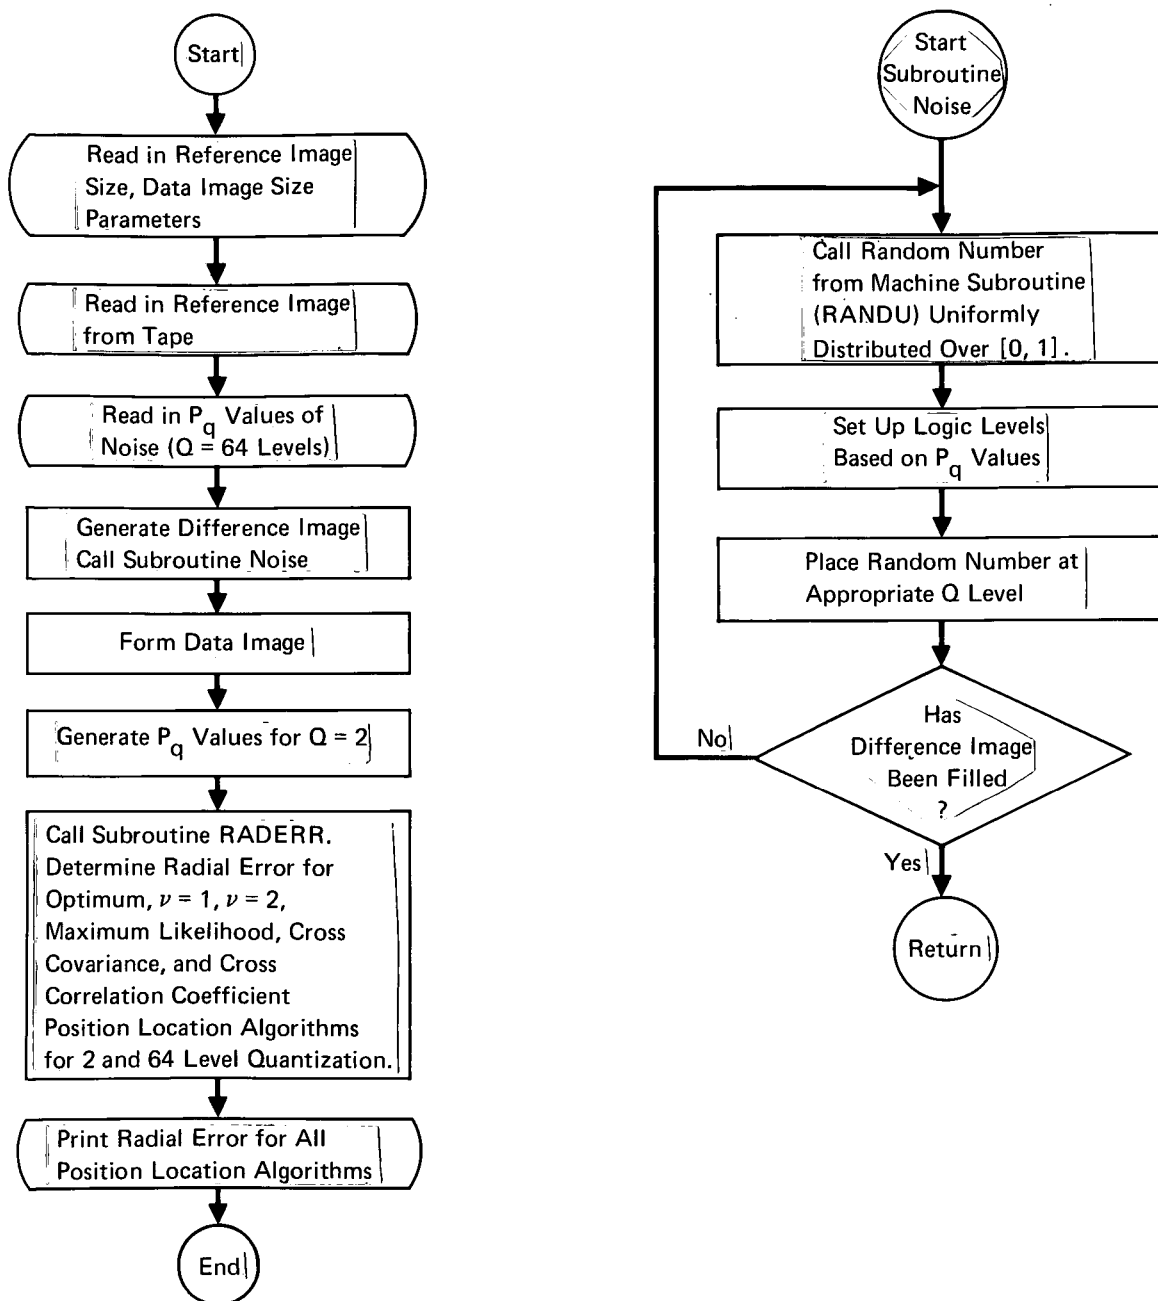 Start
Read in Reference Image
Size, Data Image Size
Parameters
Read in Reference Image
from Tape
Read in Pq Values of
Noise (Q = 64 Levels)
Generate Difference Image
Call Subroutine Noise
Form Data Image
Generate Pq Values for Q = 2
Call Subroutine RADERR.
Determine Radial Error for
Optimum, ν = 1, ν = 2,
Maximum Likelihood, Cross
Covariance, and Cross
Correlation Coefficient
Position Location Algorithms
for 2 and 64 Level Quantization.
Print Radial Error for All
Position Location Algorithms
End
Start
Subroutine
Noise
Call Random Number
from Machine Subroutine
(RANDU) Uniformly
Distributed Over [0, 1].
Set Up Logic Levels
Based on Pq Values
Place Random Number at
Appropriate Q Level
Has
Difference Image
Been Filled
?
No
Yes
Return